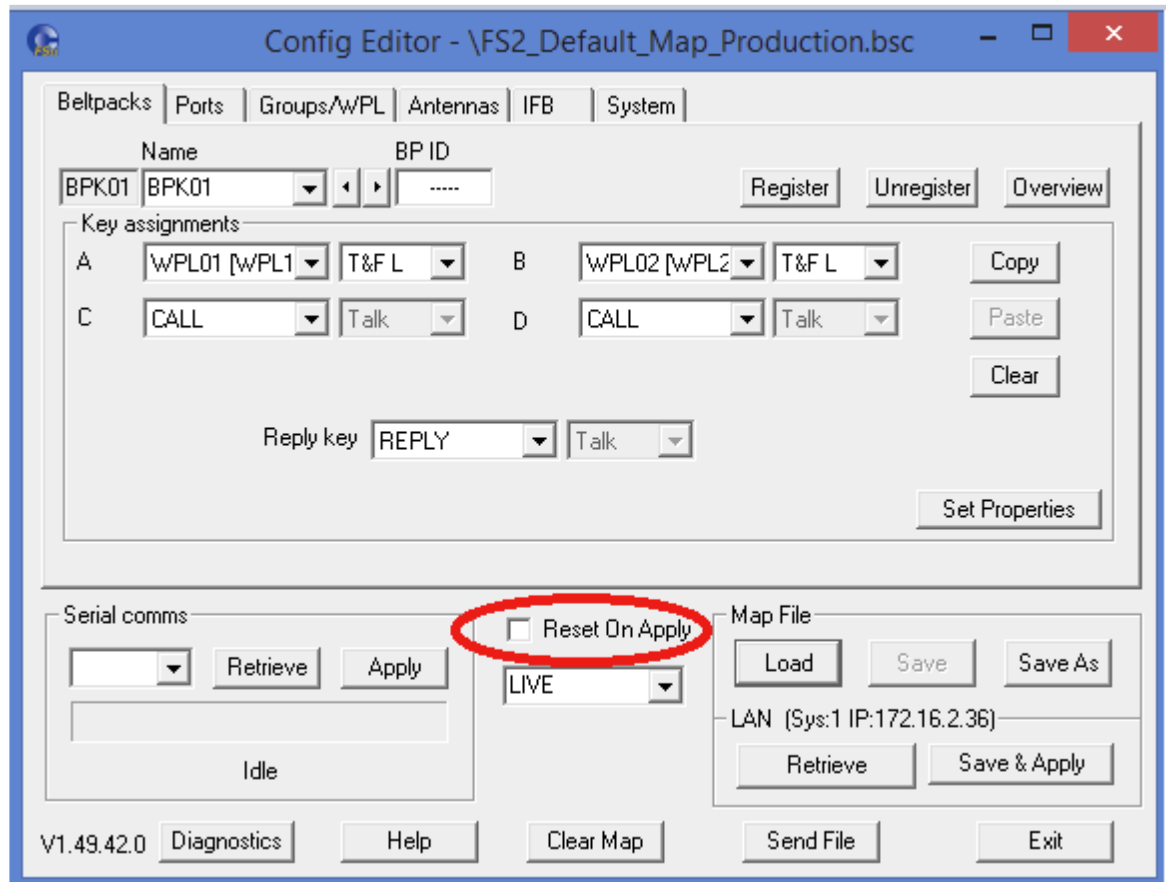 Config Editor - \FS2_Default_Map_Production.bsc
Beltpacks Ports Groups/WPL Antennas IFB System
Name BP ID
BPK01 BPK01 ----- Register Unregister Overview
Key assignments
A WPL01 [WPL1 T&F L B WPL02 [WPL2 T&F L Copy
C CALL Talk D CALL Talk Paste
Clear
Reply key REPLY Talk
Set Properties
Serial comms
Retrieve Apply
Idle
Reset On Apply
LIVE
Map File
Load Save Save As
LAN (Sys:1 IP:172.16.2.36)
Retrieve Save & Apply
V1.49.42.0 Diagnostics Help Clear Map Send File Exit